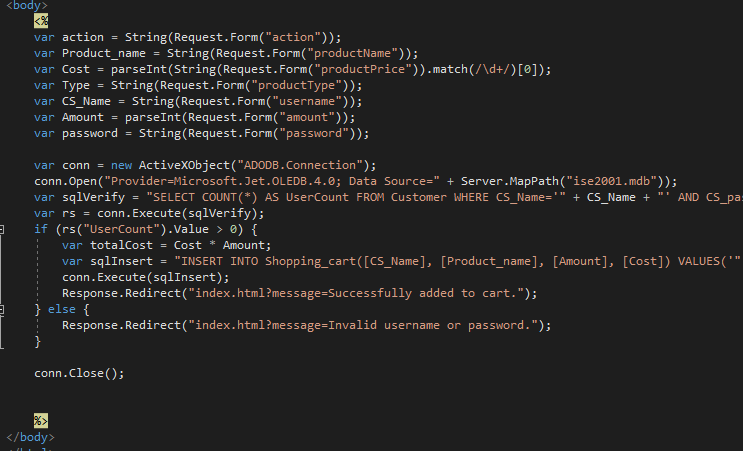 <body>
<%
var action = String(Request.Form("action"));
var Product_name = String(Request.Form("productName"));
var Cost = parseInt(String(Request.Form("productPrice")).match(/\d+/)[0]);
var Type = String(Request.Form("productType"));
var CS_Name = String(Request.Form("username"));
var Amount = parseInt(Request.Form("amount"));
var password = String(Request.Form("password"));
var conn = new ActiveXObject("ADODB.Connection");
conn.Open("Provider=Microsoft.Jet.OLEDB.4.0; Data Source=" + Server.MapPath("ise2001.mdb"));
var sqlVerify = "SELECT COUNT(*) AS UserCount FROM Customer WHERE CS_Name='" + CS_Name + "' AND CS_pa
var rs = conn.Execute(sqlVerify);
if (rs("UserCount").Value > 0) {
var totalCost = Cost * Amount;
var sqlInsert = "INSERT INTO Shopping_cart([CS_Name], [Product_name], [Amount], [Cost]) VALUES('"
conn.Execute(sqlInsert);
Response.Redirect("index.html?message=Successfully added to cart.");
} else {
Response.Redirect("index.html?message=Invalid username or password.");
}
conn.Close();
%>
</body>